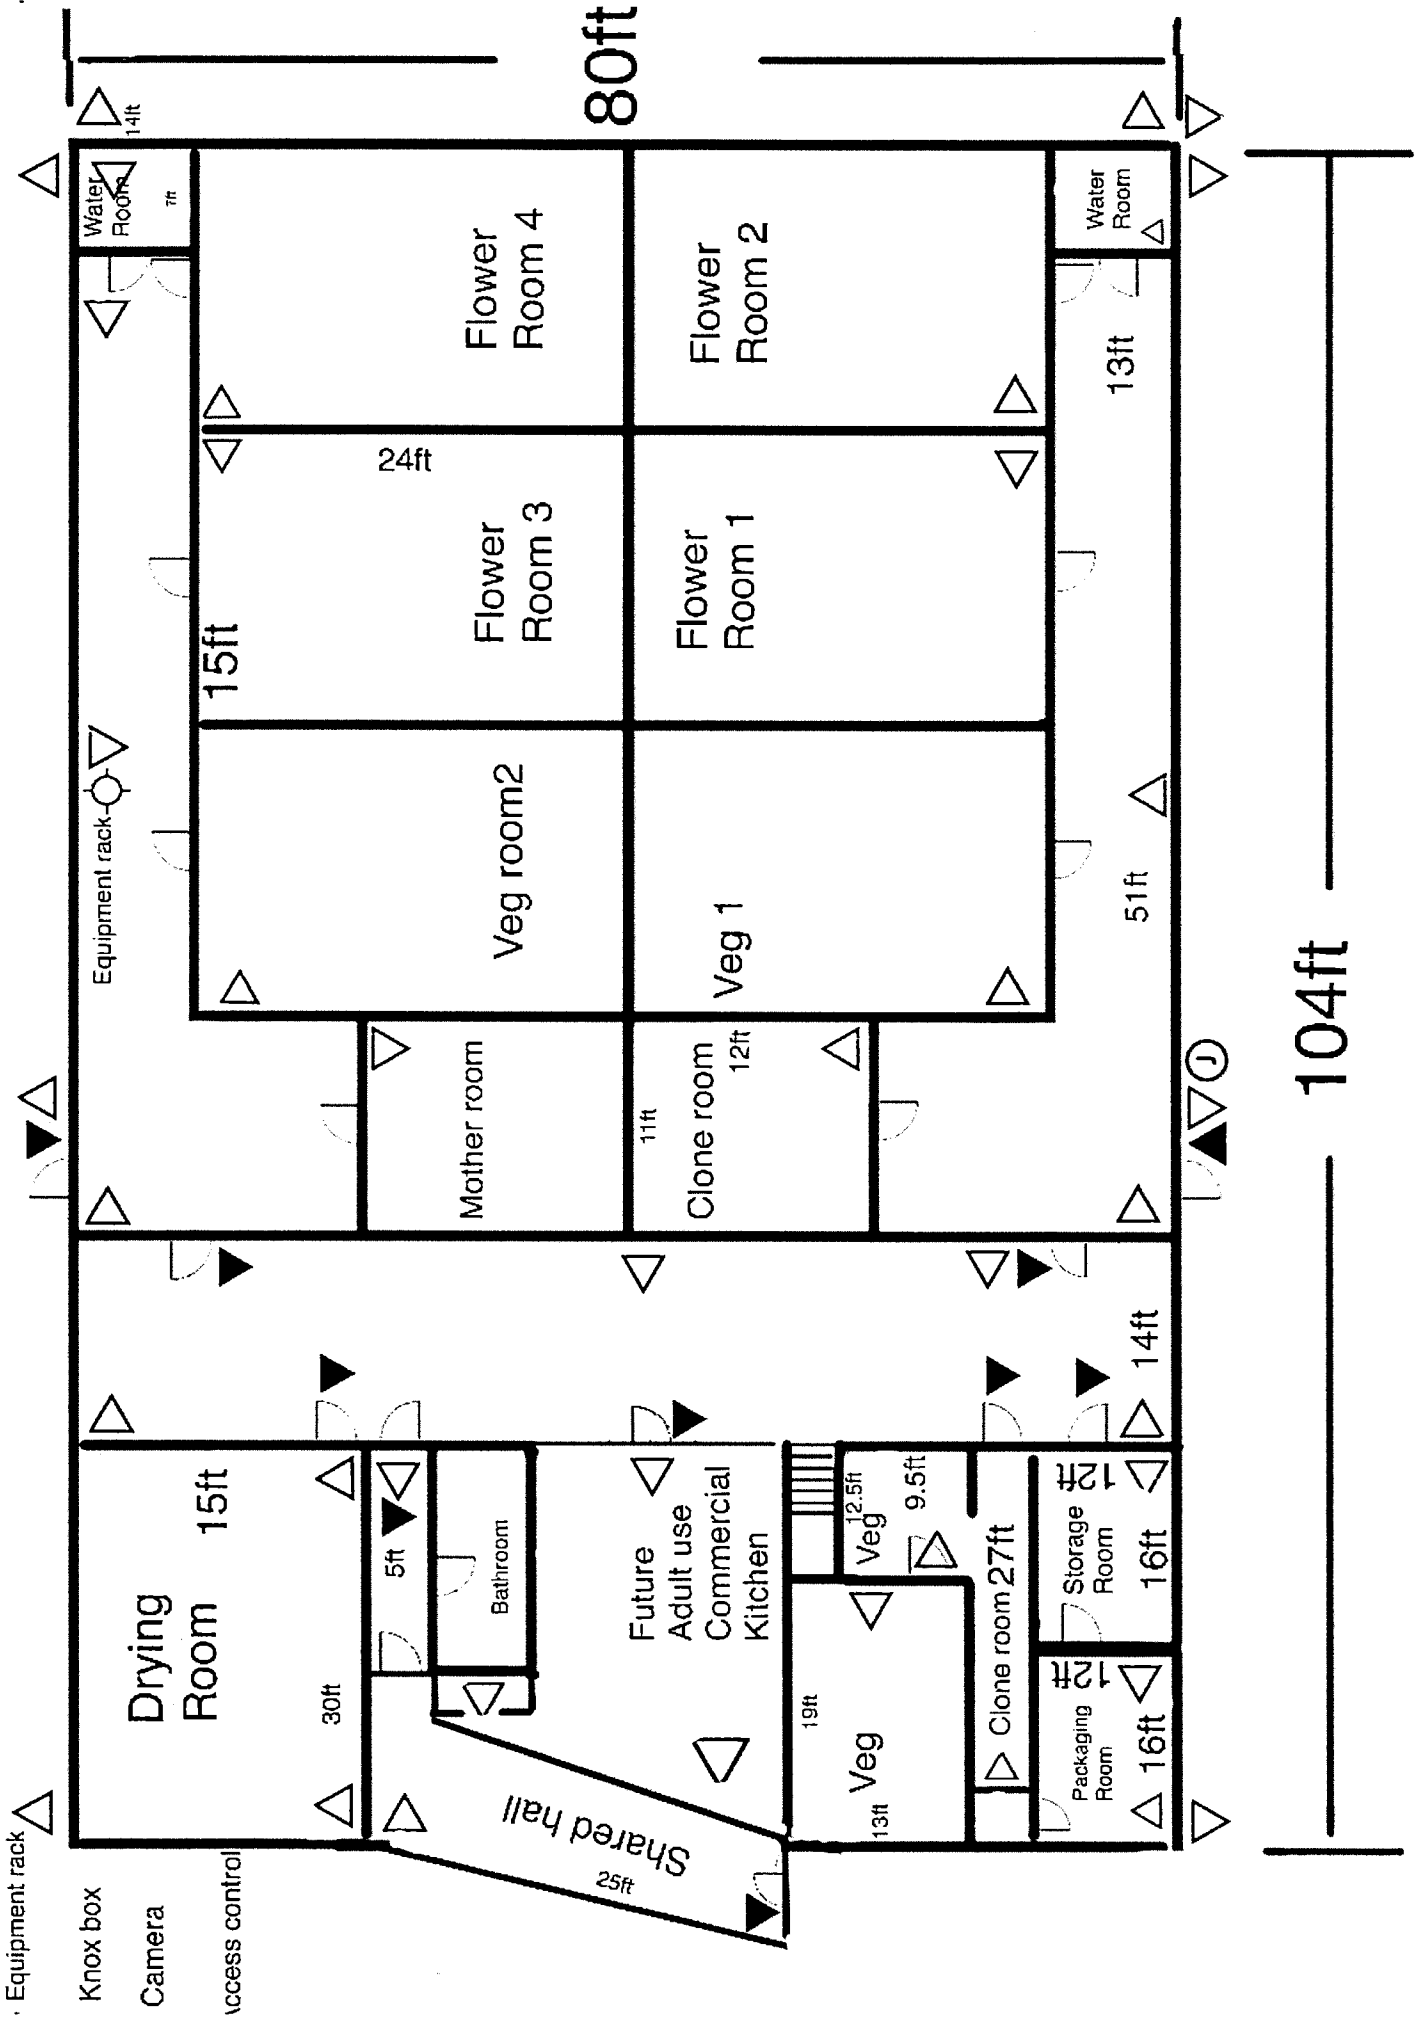 80ft
14ft
Water
Room
7ft
Flower
Room 4
Flower
Room 2
Water
Room
13ft
24ft
Flower
Room 3
Flower
Room 1
15ft
Equipment rack
Veg room2
Veg 1
51ft
104ft
J
Mother room
11ft
Clone room
12ft
14ft
Drying
Room
15ft
30ft
5ft
Bathroom
Future
Adult use
Commercial
Kitchen
12.5ft
Veg
9.5ft
Clone room 27ft
Storage
Room
12ft
16ft
19ft
Veg
13ft
Packaging
Room
12ft
16ft
Shared hall
25ft
Equipment rack
Knox box
Camera
ccess control